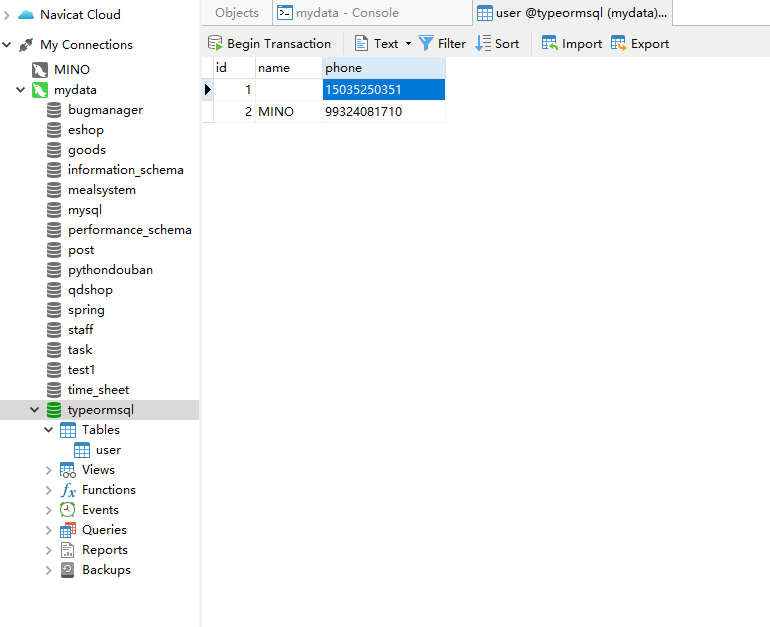 Navicat Cloud
My Connections
MINO
mydata
bugmanager
eshop
goods
information_schema
mealsystem
mysql
performance_schema
post
pythondouban
qdshop
spring
staff
task
test1
time_sheet
typeormsql
Tables
user
Views
Functions
Events
Queries
Reports
Backups
Objects mydata - Console user @typeormsql (mydata)...
Begin Transaction Text Filter Sort Import Export
id name phone
1 15035250351
2 MINO 99324081710